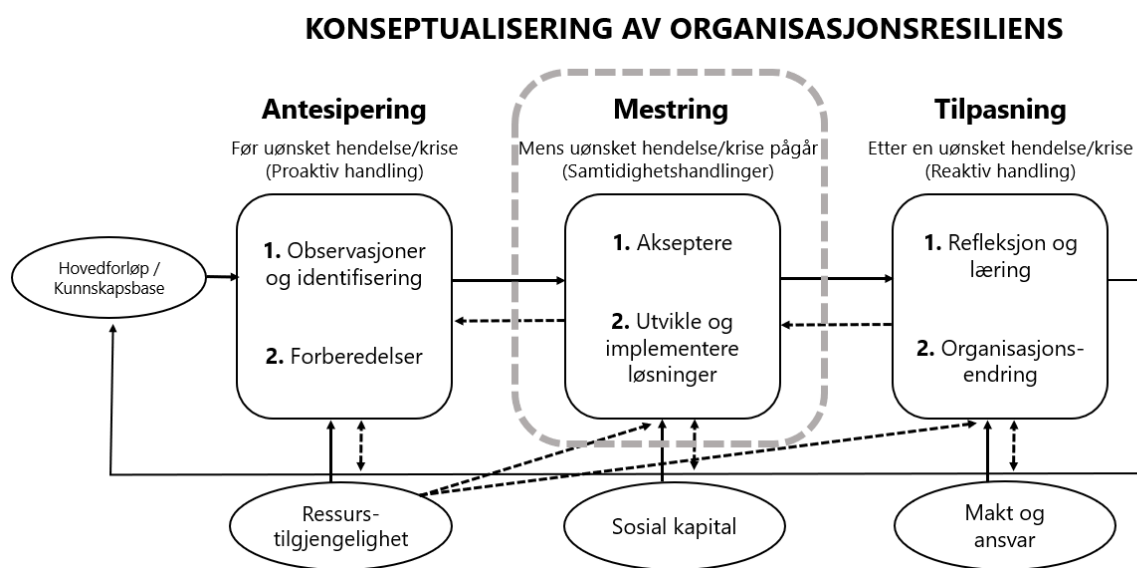 KONSEPTUALISERING AV ORGANISASJONSRESILIENS
Antesipering
Før uønsket hendelse/krise
(Proaktiv handling)
Mestring
Mens uønsket hendelse/krise pågår
(Samtidighetshandlinger)
Tilpasning
Etter en uønsket hendelse/krise
(Reaktiv handling)
Hovedforløp /
Kunnskapsbase
1. Observasjoner
og identifisering
2. Forberedelser
1. Akseptere
2. Utvikle og
implementere
løsninger
1. Refleksjon og
læring
2. Organisasjons-
endring
Ressurs-
tilgjengelighet
Sosial kapital
Makt og
ansvar